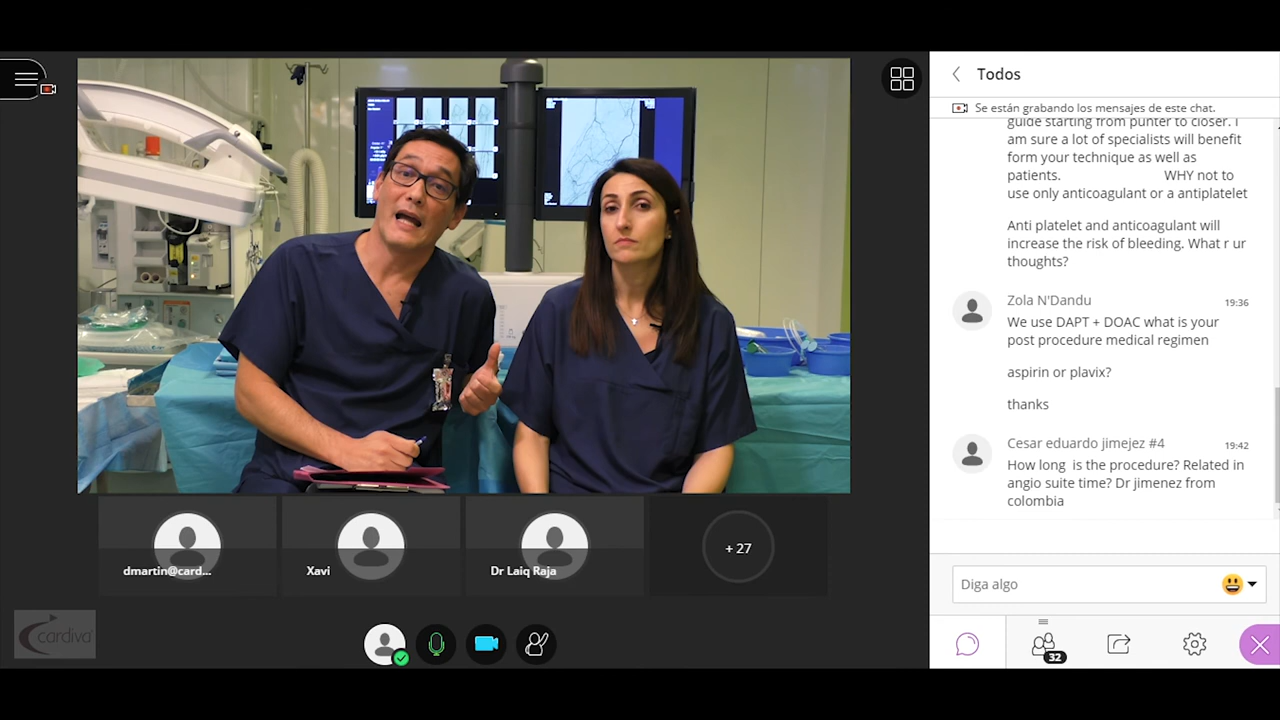 Todos
Se están grabando los mensajes de este chat.
guide starting from punter to closer. I
am sure a lot of specialists will benefit
form your technique as well as
patients. WHY not to
use only anticoagulant or a antiplatelet
Anti platelet and anticoagulant will
increase the risk of bleeding. What r ur
thoughts?
Zola N'Dandu 19:36
We use DAPT + DOAC what is your
post procedure medical regimen
aspirin or plavix?
thanks
Cesar eduardo jimejez #4 19:42
How long is the procedure? Related in
angio suite time? Dr jimenez from
colombia
Diga algo
32
dmartin@card...
Xavi
Dr Laiq Raja
+ 27
cardiva